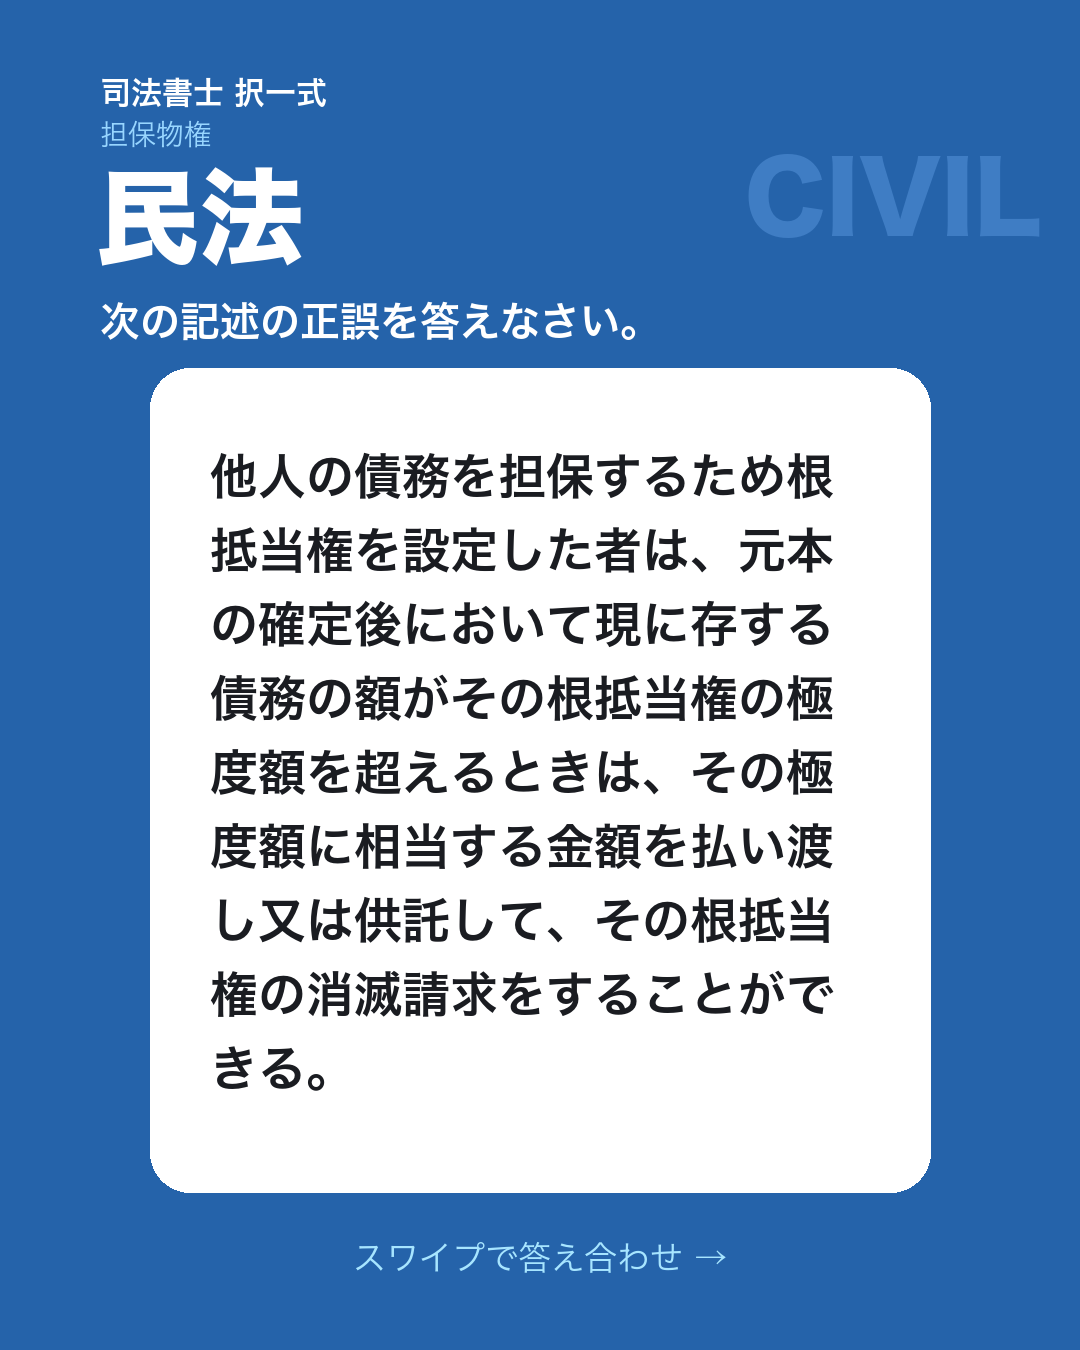 司法書士 択一式
担保物権
民法
CIVIL
次の記述の正誤を答えなさい。
他人の債務を担保するため根
抵当権を設定した者は、元本
の確定後において現に存する
債務の額がその根抵当権の極
度額を超えるときは、その極
度額に相当する金額を払い渡
し又は供託して、その根抵当
権の消滅請求をすることがで
きる。
スワイプで答え合わせ →